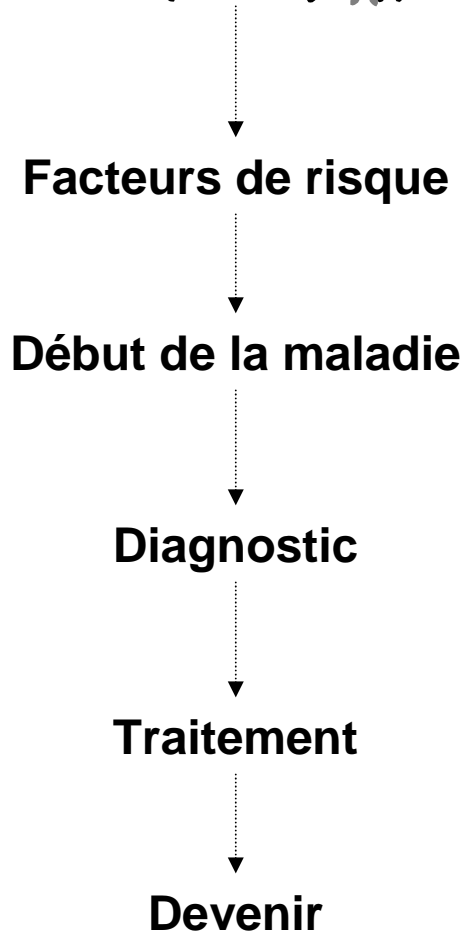 Facteurs de risque
Début de la maladie
Diagnostic
Traitement
Devenir